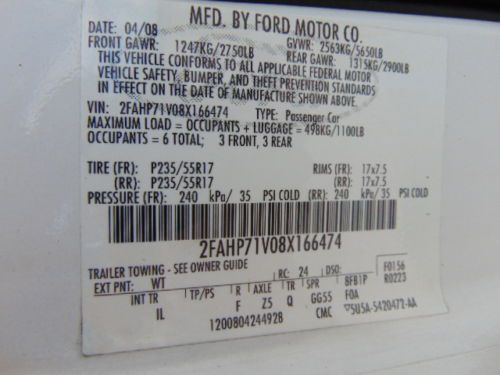 MFD. BY FORD MOTOR CO.
DATE: 04/08 GVWR: 2563KG/5650LB
FRONT GAWR: 1247KG/2750LB REAR GAWR: 1315KG/2900LB
THIS VEHICLE CONFORMS TO ALL APPLICABLE FEDERAL MOTOR
VEHICLE SAFETY, BUMPER, AND THEFT PREVENTION STANDARDS
IN EFFECT ON THE DATE OF MANUFACTURE SHOWN ABOVE.
VIN: 2FAHP71V08X166474 TYPE: Passenger Car
MAXIMUM LOAD = OCCUPANTS + LUGGAGE = 498KG/1100LB
OCCUPANTS = 6 TOTAL; 3 FRONT, 3 REAR
TIRE (FR): P235/55R17 RIMS (FR): 17x7.5
(RR): P235/55R17 (RR): 17x7.5
PRESSURE (FR): 240 kPa/ 35 PSI COLD (RR): 240 kPa/ 35 PSI COLD
2FAHP71V08X166474
TRAILER TOWING - SEE OWNER GUIDE
EXT PNT: WT RC: 24 DSO: F0156
INT TR TP/PS R AXLE TR SPR BFB1P R0223
IL F Z5 Q GG55 FOA
120080424492B CMC 5U5A-5420472-AA